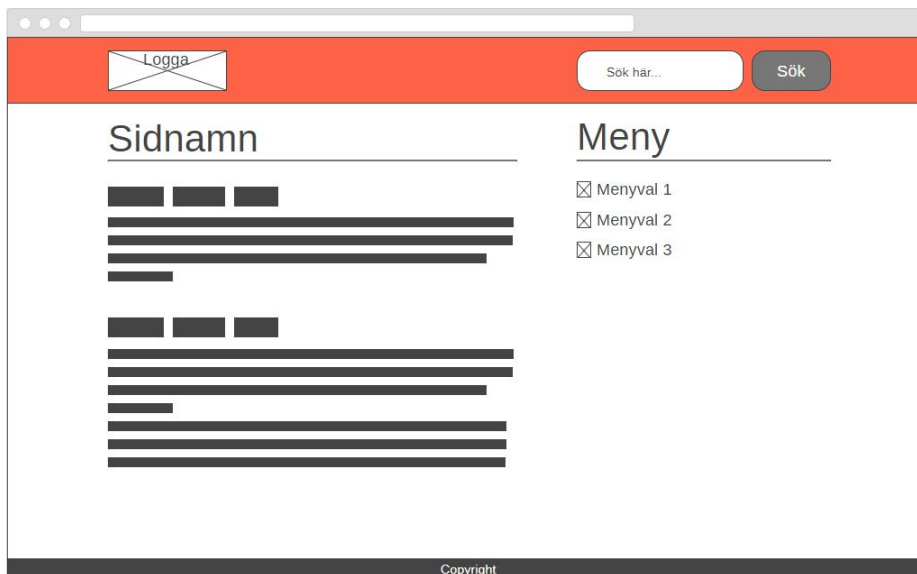 Logga
Sök här...
Sök
Sidnamn
Meny
Menyval 1
Menyval 2
Menyval 3
Copyright